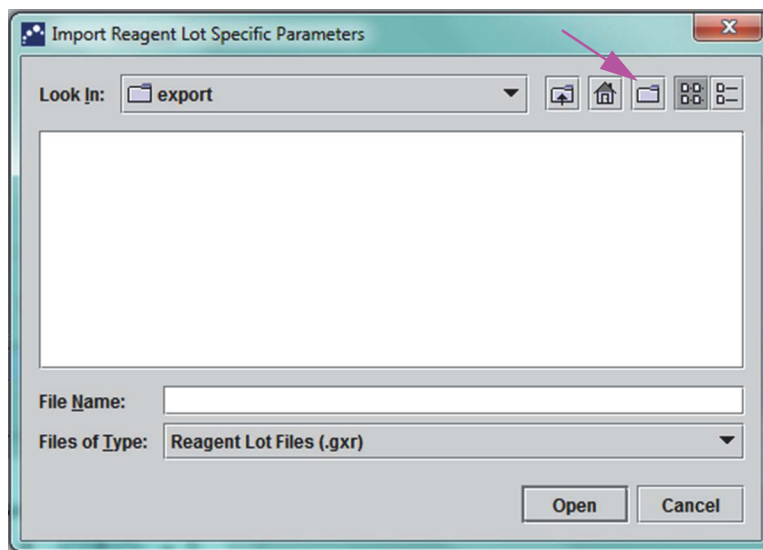 Import Reagent Lot Specific Parameters
Look In: export
File Name:
Files of Type: Reagent Lot Files (.gxr)
Open Cancel